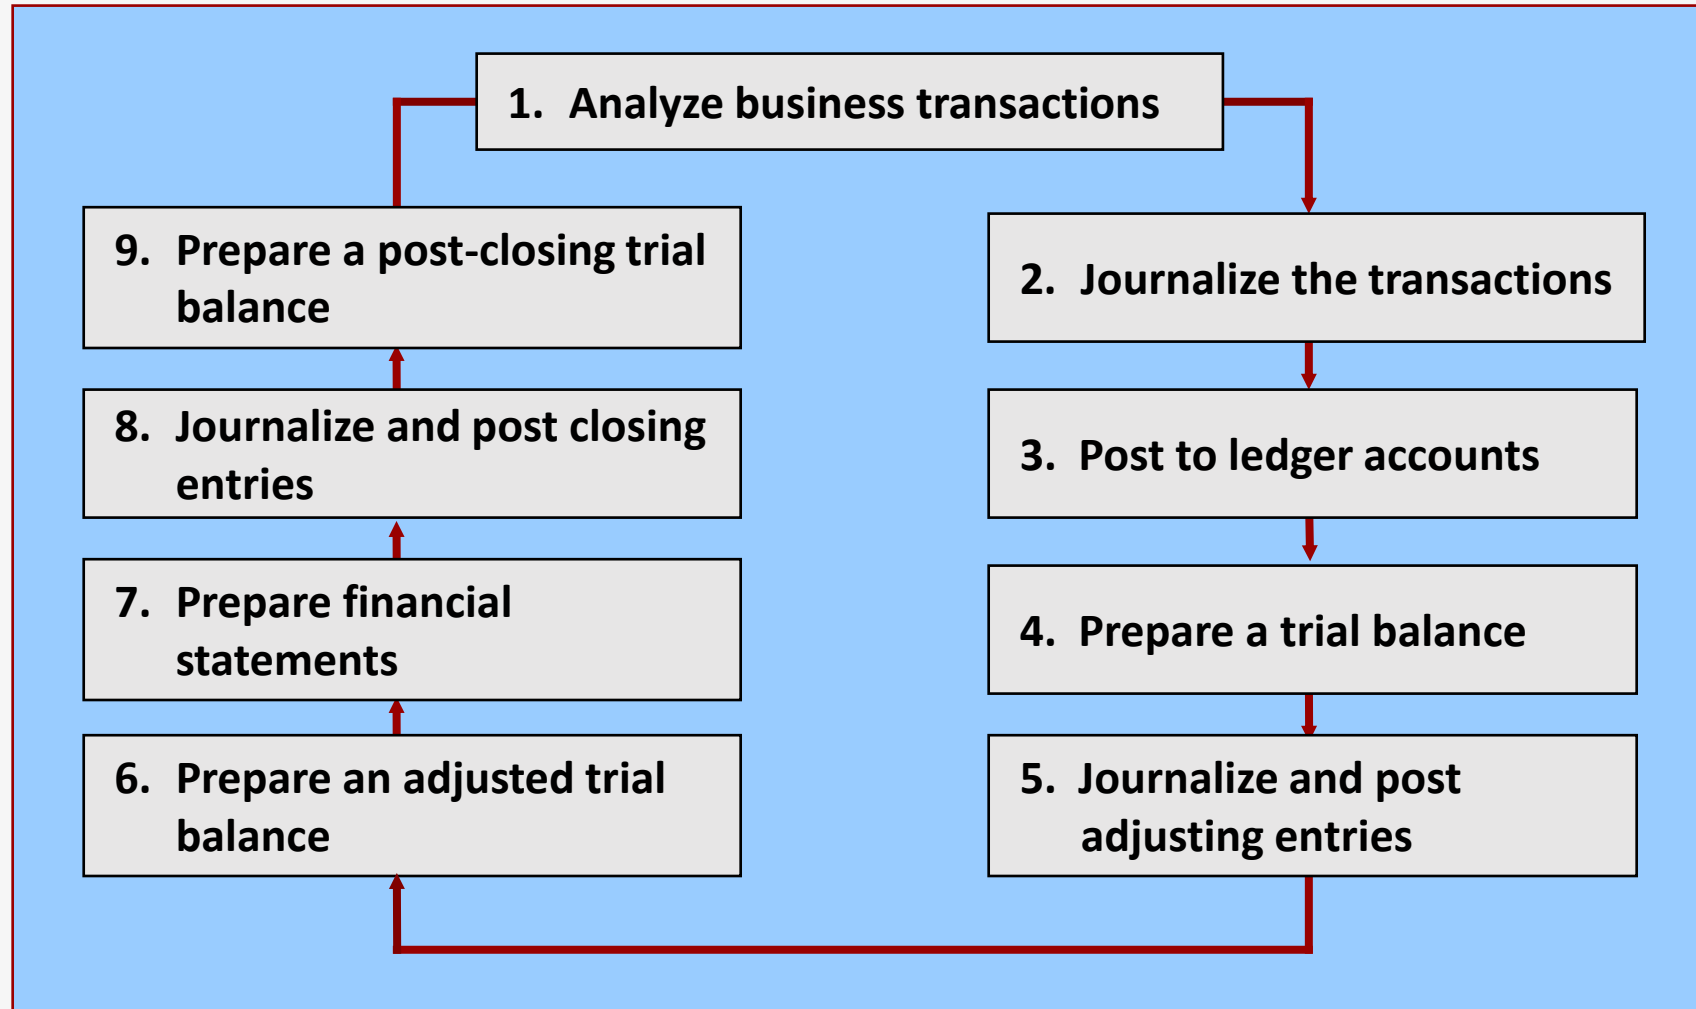 1. Analyze business transactions
2. Journalize the transactions
3. Post to ledger accounts
4. Prepare a trial balance
5. Journalize and post
adjusting entries
6. Prepare an adjusted trial
balance
7. Prepare financial
statements
8. Journalize and post closing
entries
9. Prepare a post-closing trial
balance